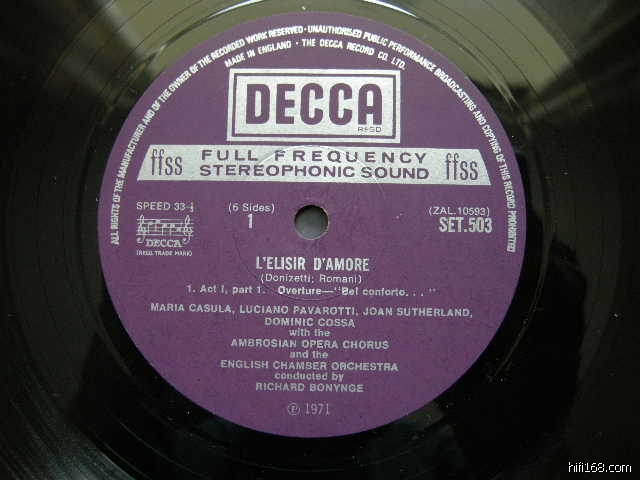 ALL RIGHTS OF THE MANUFACTURER AND OF THE OWNER OF THE RECORDED WORK RESERVED · UNAUTHORISED PUBLIC PERFORMANCE BROADCASTING AND COPYING OF THIS RECORD PROHIBITED
MADE IN ENGLAND · THE DECCA RECORD CO. LTD.
DECCA
REGD
ffss FULL FREQUENCY ffss
STEREOPHONIC SOUND
SPEED 33⅓ (6 Sides) (ZAL.10593)
1 SET.503
DECCA
(REGD. TRADE MARK)
L'ELISIR D'AMORE
(Donizetti; Romani)
1. Act I, part 1. Overture—"Bel conforto. . . "
MARIA CASULA, LUCIANO PAVAROTTI, JOAN SUTHERLAND,
DOMINIC COSSA
with the
AMBROSIAN OPERA CHORUS
and the
ENGLISH CHAMBER ORCHESTRA
conducted by
RICHARD BONYNGE
Ⓟ 1971
hifi168.com